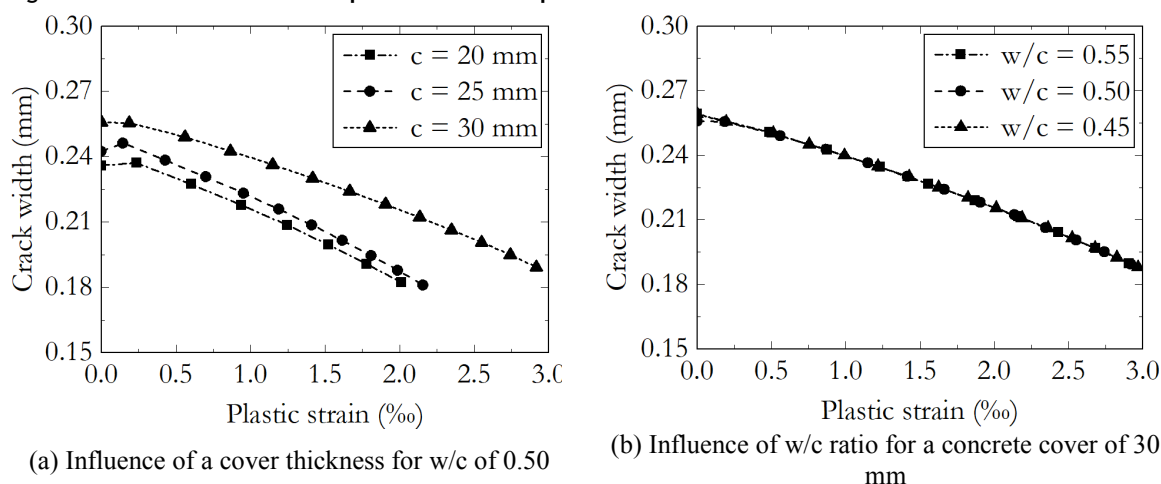 0.30
0.27
0.24
0.21
0.18
0.15
Crack width (mm)
0.0 0.5 1.0 1.5 2.0 2.5 3.0
Plastic strain (‰)
c = 20 mm
c = 25 mm
c = 30 mm
(a) Influence of a cover thickness for w/c of 0.50
0.30
0.27
0.24
0.21
0.18
0.15
Crack width (mm)
0.0 0.5 1.0 1.5 2.0 2.5 3.0
Plastic strain (‰)
w/c = 0.55
w/c = 0.50
w/c = 0.45
(b) Influence of w/c ratio for a concrete cover of 30
mm